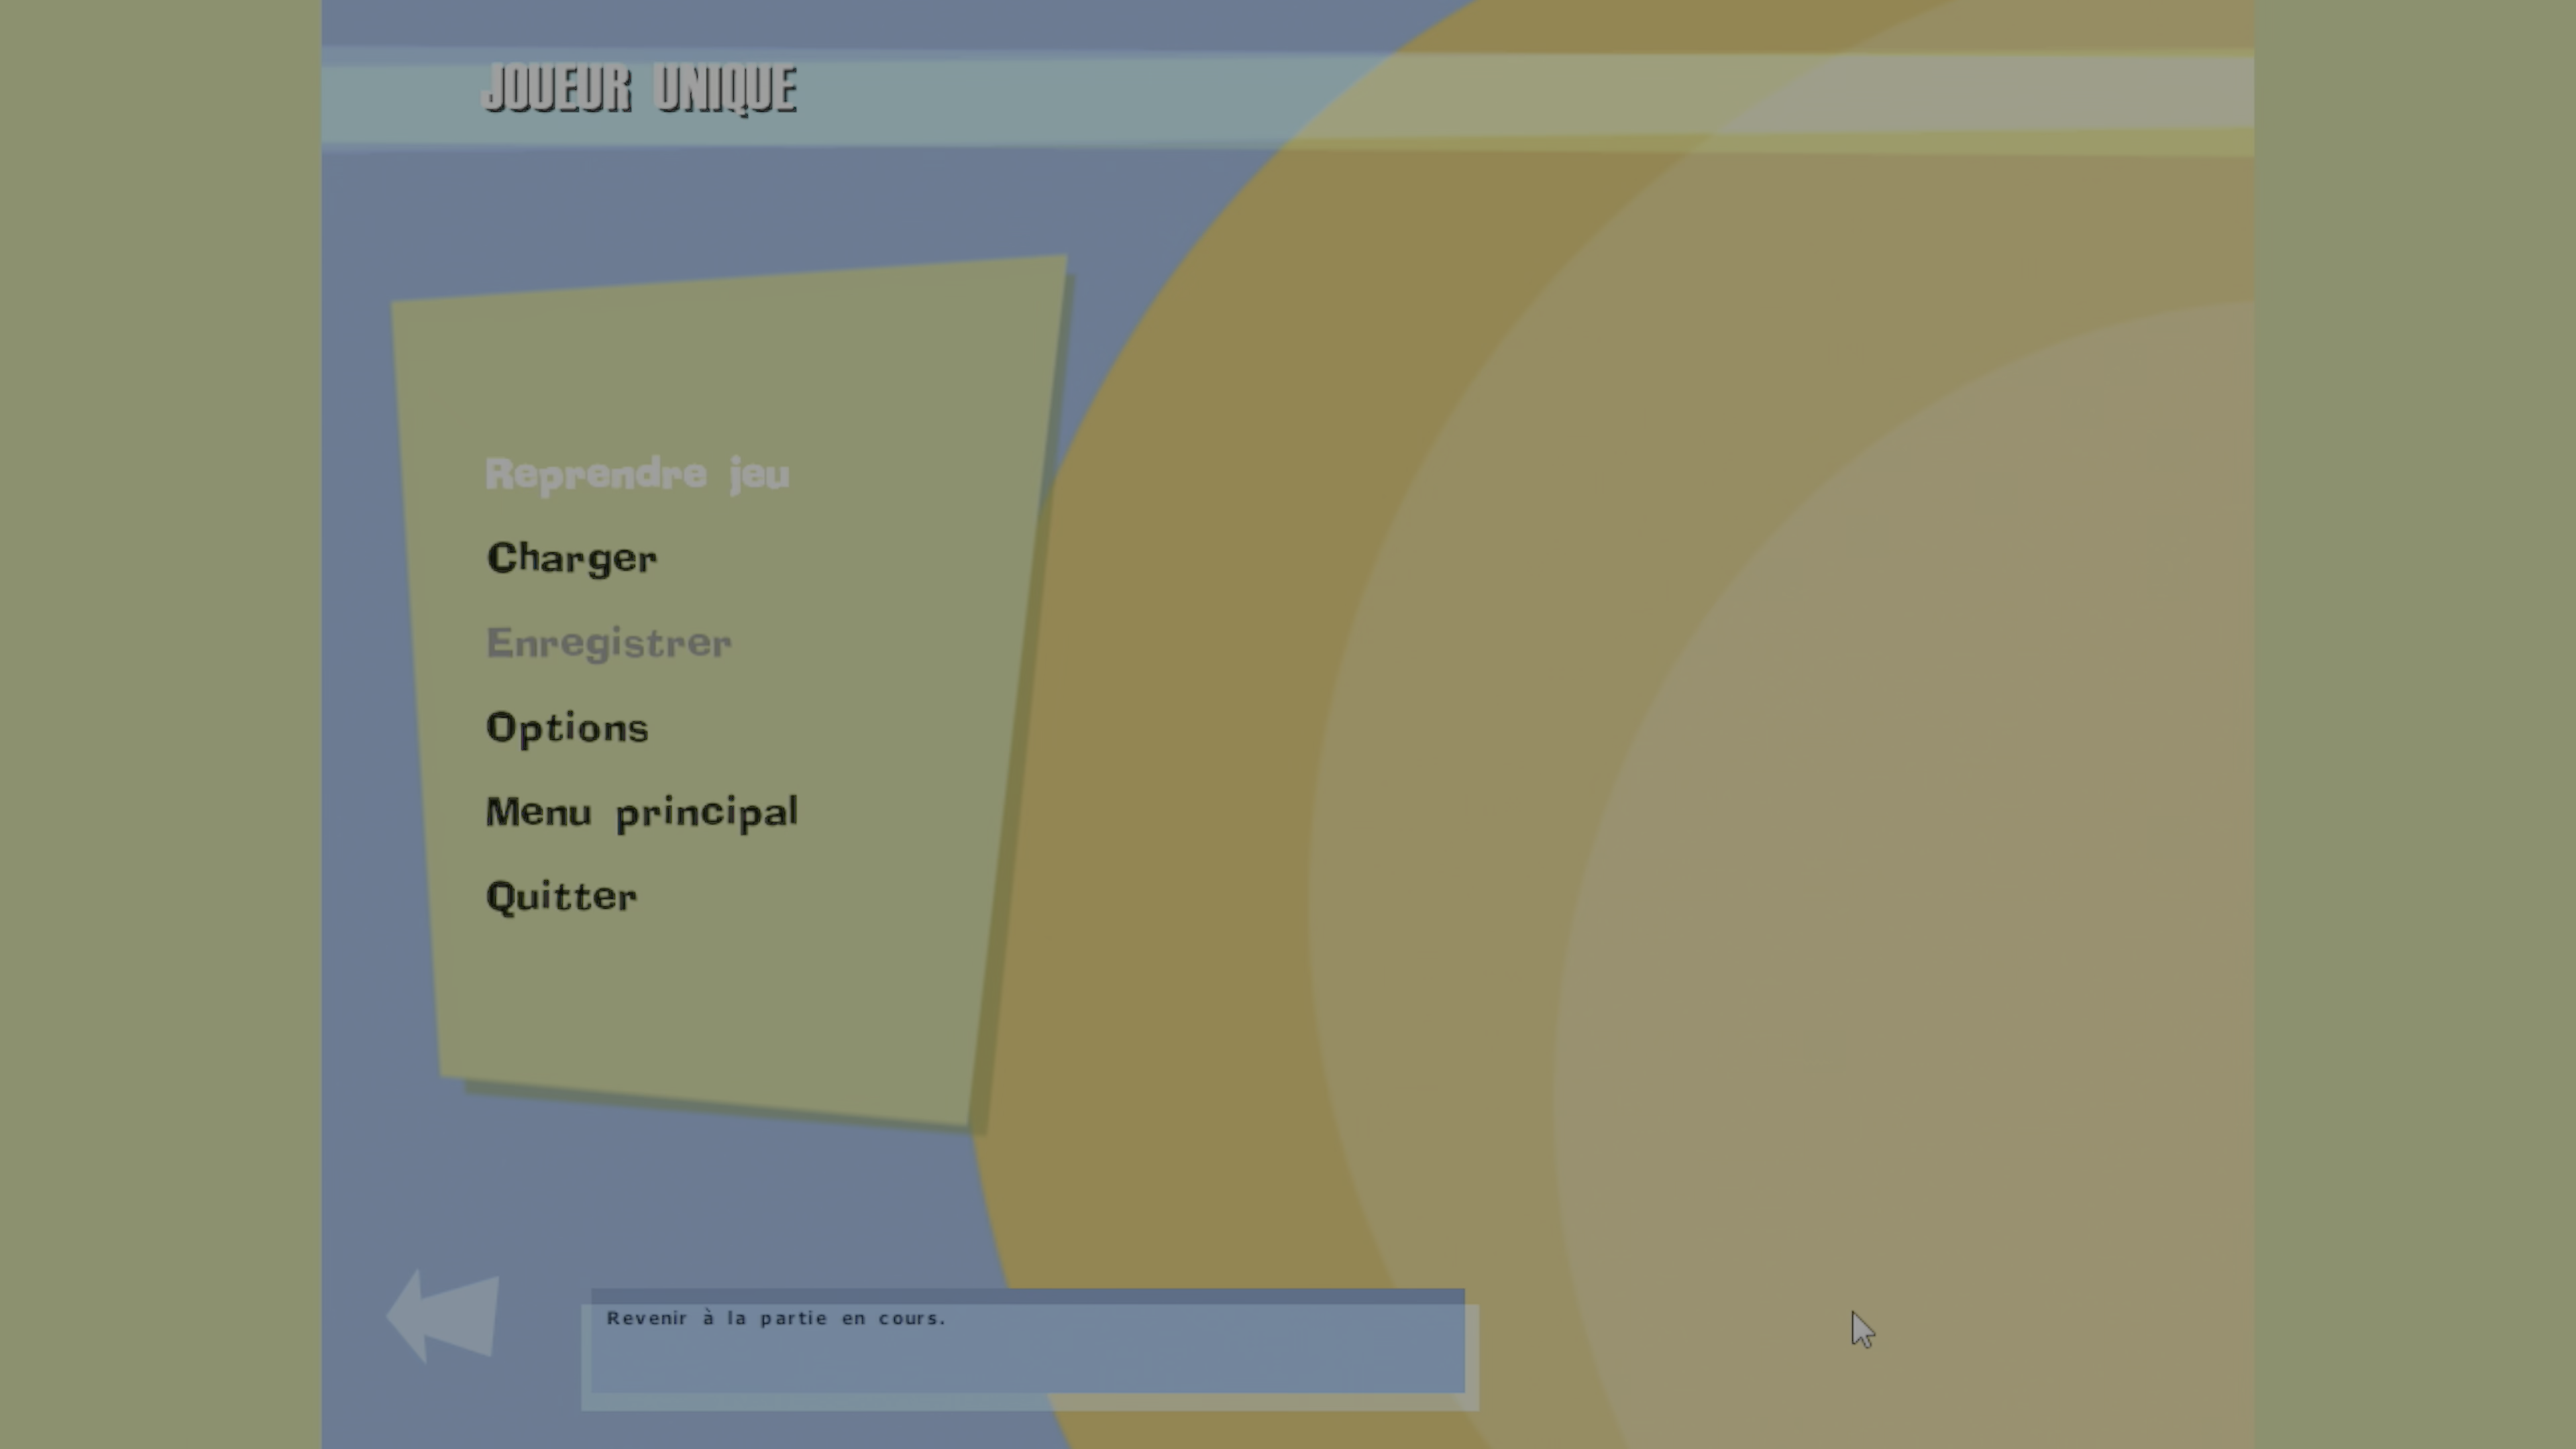 JOUEUR UNIQUE
Reprendre jeu
Charger
Enregistrer
Options
Menu principal
Quitter
Revenir à la partie en cours.